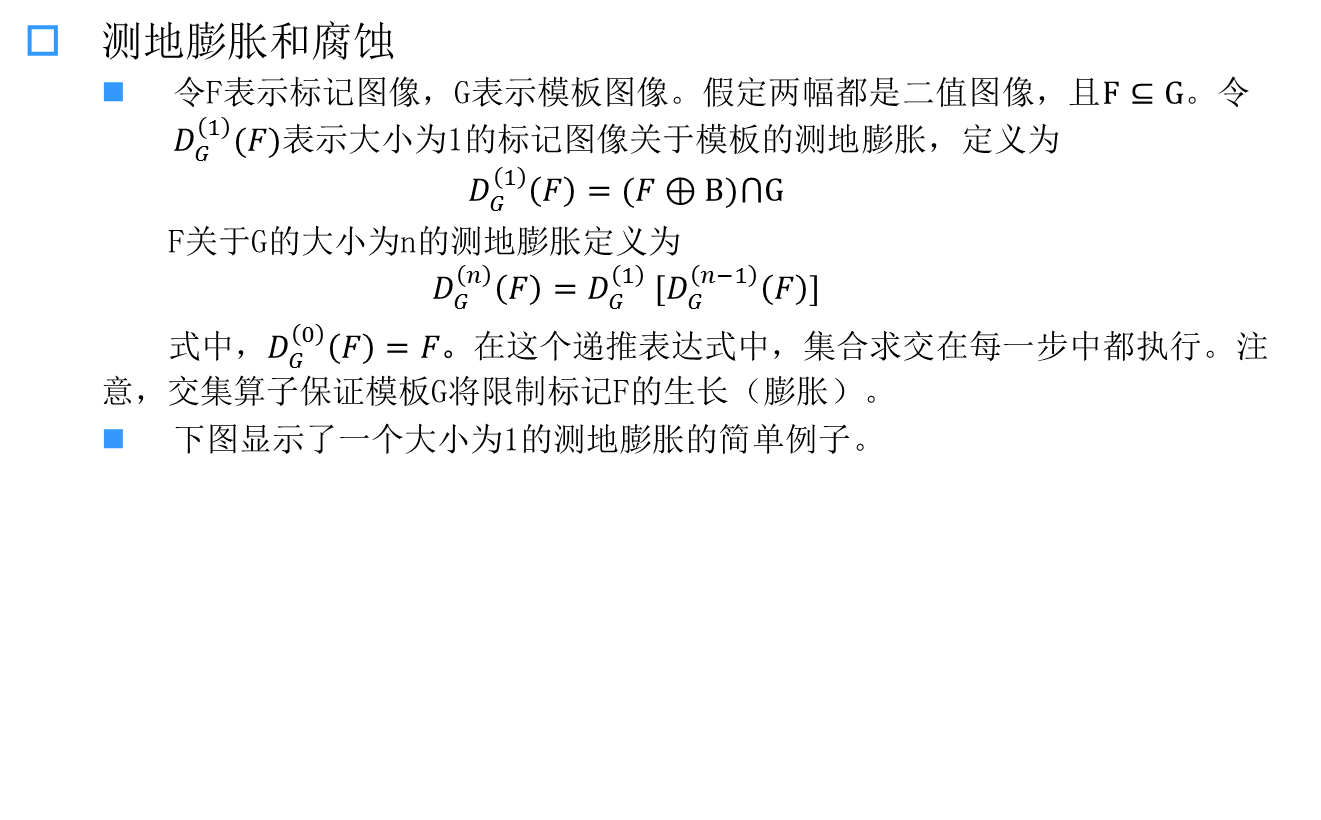 测地膨胀和腐蚀
令F表示标记图像，G表示模板图像。假定两幅都是二值图像，且F ⊆ G。令
D_G^(1)(F)表示大小为1的标记图像关于模板的测地膨胀，定义为
D_G^(1)(F) = (F ⊕ B)⋂G
F关于G的大小为n的测地膨胀定义为
D_G^(n)(F) = D_G^(1) [D_G^(n−1)(F)]
式中，D_G^(0)(F) = F。在这个递推表达式中，集合求交在每一步中都执行。注
意，交集算子保证模板G将限制标记F的生长（膨胀）。
下图显示了一个大小为1的测地膨胀的简单例子。